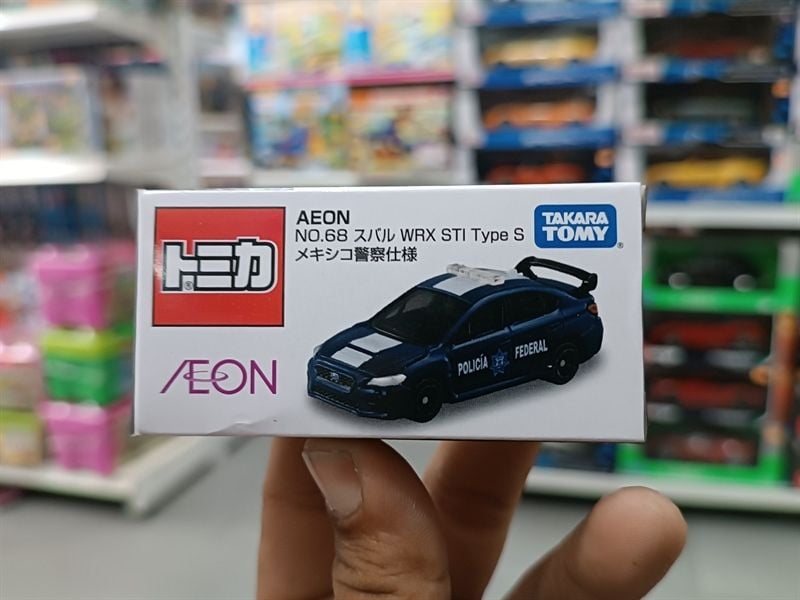 トミカ
®
AEON
NO.68 スバル WRX STI Type S
メキシコ警察仕様
TAKARA
TOMY
®
ÆON
POLICÍA FEDERAL